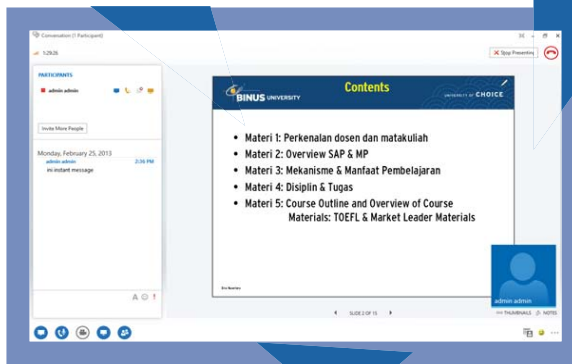 Conversation (1 Participant)
1:29:26
Stop Presenting
PARTICIPANTS
admin admin
Invite More People
Monday, February 25, 2013
admin admin 2:26 PM
ini instant message
BINUS UNIVERSITY
Contents
UNIVERSITY OF CHOICE
• Materi 1: Perkenalan dosen dan matakuliah
• Materi 2: Overview SAP & MP
• Materi 3: Mekanisme & Manfaat Pembelajaran
• Materi 4: Disiplin & Tugas
• Materi 5: Course Outline and Overview of Course
Materials: TOEFL & Market Leader Materials
admin admin
SLIDE 2 OF 15
THUMBNAILS
NOTES